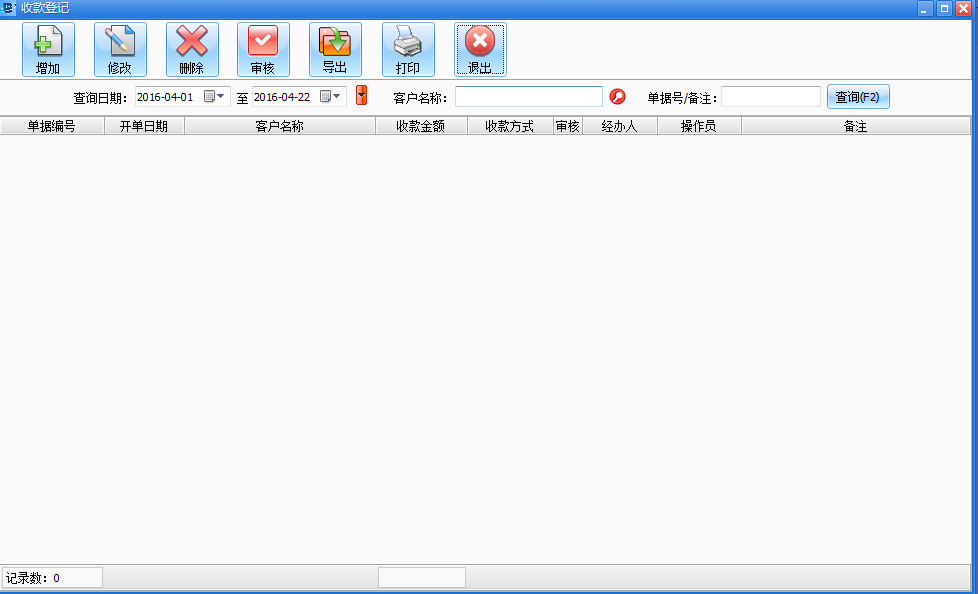 收款登记
增加 修改 删除 审核 导出 打印 退出
查询日期： 2016-04-01 至 2016-04-22 客户名称： 单据号/备注： 查询(F2)
单据编号 开单日期 客户名称 收款金额 收款方式 审核 经办人 操作员 备注
记录数：0